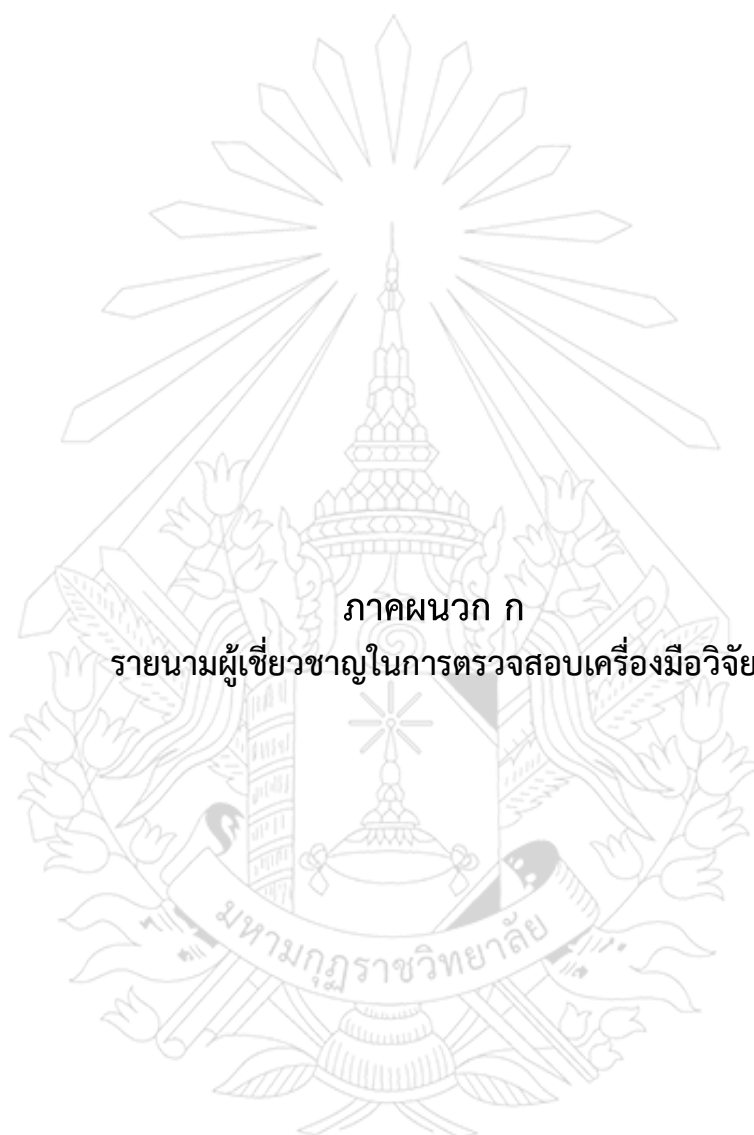 ภาคผนวก ก
รายนามผู้เชี่ยวชาญในการตรวจสอบเครื่องมือวิจัย
มหามกุฏราชวิทยาลัย